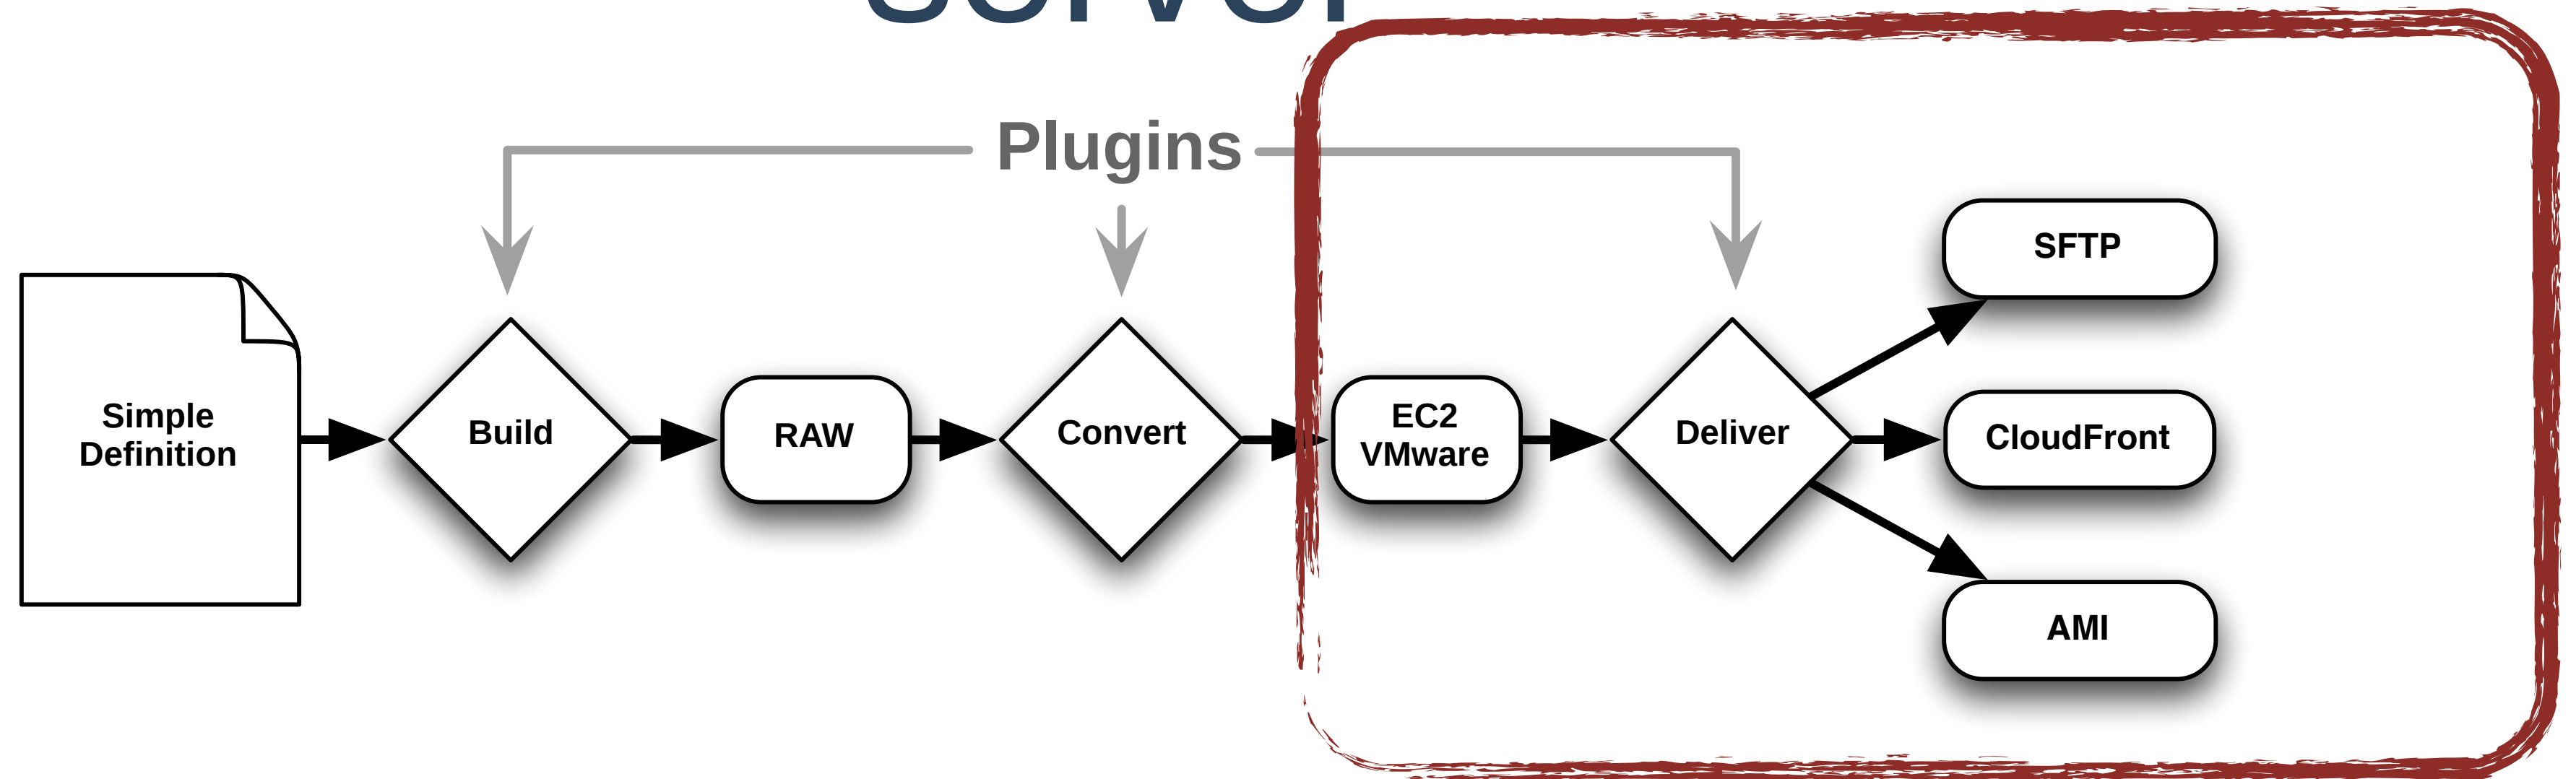 Plugins
Simple
Definition
Build
RAW
Convert
EC2
VMware
Deliver
SFTP
CloudFront
AMI